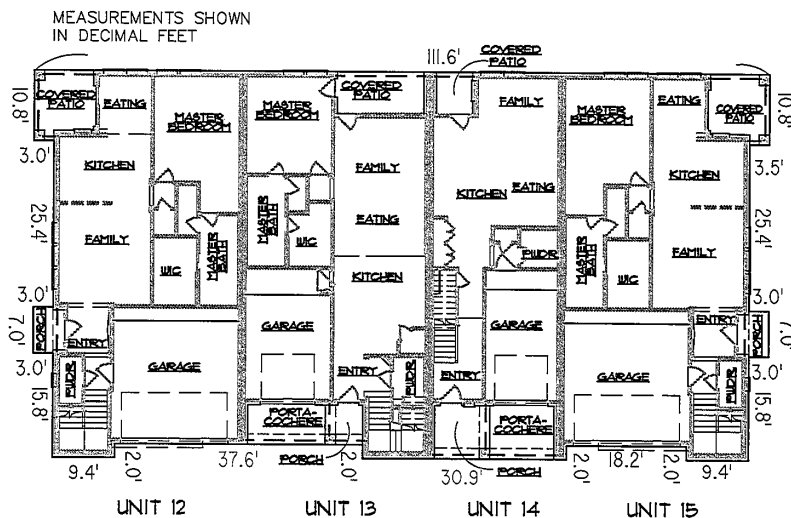 MEASUREMENTS SHOWN
IN DECIMAL FEET
111.6'
COVERED
PATIO
10.8'
COVERED
PATIO
EATING
MASTER
BEDROOM
MASTER
BEDROOM
COVERED
PATIO
FAMILY
MASTER
BEDROOM
EATING
COVERED
PATIO
10.8'
3.0'
KITCHEN
FAMILY
KITCHEN
EATING
KITCHEN
3.5'
25.4'
FAMILY
WIC
MASTER
BATH
MASTER
BATH
WIC
EATING
KITCHEN
PWDR.
MASTER
BATH
WIC
FAMILY
25.4'
3.0'
7.0'
PORCH
ENTRY
GARAGE
GARAGE
GARAGE
GARAGE
ENTRY
PORCH
3.0'
7.0'
3.0'
PWDR.
ENTRY
PWDR.
ENTRY
PWDR.
3.0'
15.8'
PORTA-
COCHERE
PORTA-
COCHERE
15.8'
9.4'
2.0'
37.6'
PORCH
2.0'
30.9'
PORCH
2.0'
18.2'
2.0'
9.4'
UNIT 12
UNIT 13
UNIT 14
UNIT 15